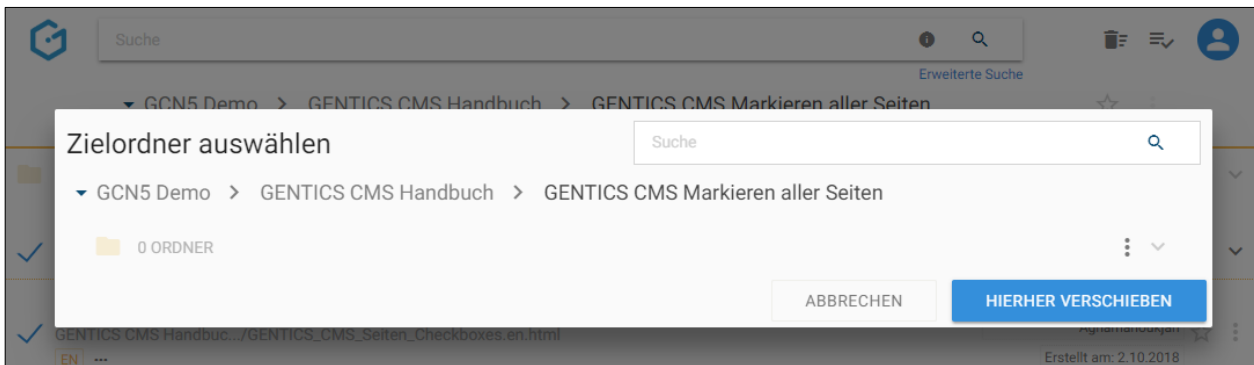 Suche
Erweiterte Suche
GCN5 Demo > GENTICS CMS Handbuch > GENTICS CMS Markieren aller Seiten
Zielordner auswählen
Suche
GCN5 Demo > GENTICS CMS Handbuch > GENTICS CMS Markieren aller Seiten
0 ORDNER
ABBRECHEN
HIERHER VERSCHIEBEN
GENTICS CMS Handbuc.../GENTICS_CMS_Seiten_Checkboxes.en.html
EN ...
Erstellt am: 2.10.2018